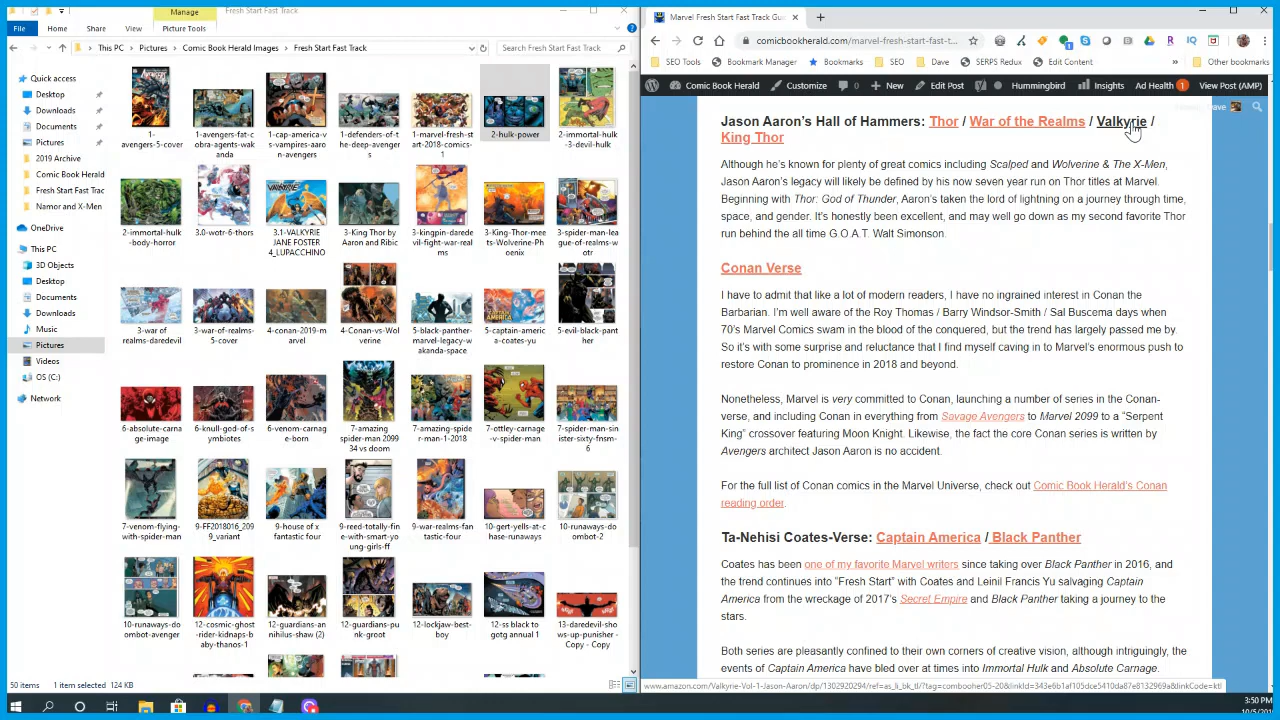 Manage
Fresh Start Fast Track
File Home Share View Picture Tools
This PC › Pictures › Comic Book Herald Images › Fresh Start Fast Track
Search Fresh Start Fast Track
Quick access
Desktop
Downloads
Documents
Pictures
2019 Archive
Comic Book Herald
Fresh Start Fast Trac
Namor and X-Men
OneDrive
This PC
3D Objects
Desktop
Documents
Downloads
Music
Pictures
Videos
OS (C:)
Network
1-avengers-5-cover
1-avengers-fat-cobra-agents-wakanda
1-cap-america-vs-vampires-aaron-avengers
1-defenders-of-the-deep-avengers
1-marvel-fresh-start-2018-comics-1
2-hulk-power
2-immortal-hulk-3-devil-hulk
2-immortal-hulk-body-horror
3.0-wotr-6-thors
3.1-VALKYRIE JANE FOSTER 4_LUPACCHINO
3-King Thor by Aaron and Ribic
3-kingpin-daredevil-fight-war-realms
3-King-Thor-meets-Wolverine-Phoenix
3-spider-man-league-of-realms-wotr
3-war of realms-daredevil
3-war-of-realms-5-cover
4-conan-2019-marvel
4-Conan-vs-Wolverine
5-black-panther-marvel-legacy-wakanda-space
5-captain-america-coates-yu
5-evil-black-panther
6-absolute-carnage-image
6-knull-god-of-symbiotes
6-venom-carnage-born
7-amazing spider-man 2099 34 vs doom
7-amazing-spider-man-1-2018
7-ottley-carnage-v-spider-man
7-spider-man-sinister-sixty-fnsm-6
7-venom-flying-with-spider-man
9-FF2018016_2099_variant
9-house of x fantastic four
9-reed-totally-fine-with-smart-young-girls-ff
9-war-realms-fantastic-four
10-gert-yells-at-chase-runaways
10-runaways-doombot-2
10-runaways-doombot-avenger
12-cosmic-ghost-rider-kidnaps-baby-thanos-1
12-guardians-annihilus-shaw (2)
12-guardians-punk-groot
12-lockjaw-best-boy
12-ss black to gotg annual 1
13-daredevil-shows-up-punisher - Copy - Copy
50 items 1 item selected 124 KB
Marvel Fresh Start Fast Track Gu
comicbookherald.com/marvel-fresh-start-fast-t...
SEO Tools Bookmark Manager Bookmarks SEO Dave SERPS Redux Edit Content » Other bookmarks
Comic Book Herald Customize 0 New Edit Post Hummingbird Insights Ad Health 1 View Post (AMP)
Jason Aaron's Hall of Hammers: Thor / War of the Realms / Valkyrie /
King Thor
Although he's known for plenty of great comics including Scalped and Wolverine & The X-Men,
Jason Aaron's legacy will likely be defined by his now seven year run on Thor titles at Marvel.
Beginning with Thor: God of Thunder, Aaron's taken the lord of lightning on a journey through time,
space, and gender. It's honestly been excellent, and may well go down as my second favorite Thor
run behind the all time G.O.A.T. Walt Simonson.
Conan Verse
I have to admit that like a lot of modern readers, I have no ingrained interest in Conan the
Barbarian. I'm well aware of the Roy Thomas / Barry Windsor-Smith / Sal Buscema days when
70's Marvel Comics swam in the blood of the conquered, but the trend has largely passed me by.
So it's with some surprise and reluctance that I find myself caving in to Marvel's enormous push to
restore Conan to prominence in 2018 and beyond.
Nonetheless, Marvel is very committed to Conan, launching a number of series in the Conan-
verse, and including Conan in everything from Savage Avengers to Marvel 2099 to a “Serpent
King” crossover featuring Moon Knight. Likewise, the fact the core Conan series is written by
Avengers architect Jason Aaron is no accident.
For the full list of Conan comics in the Marvel Universe, check out Comic Book Herald's Conan
reading order.
Ta-Nehisi Coates-Verse: Captain America / Black Panther
Coates has been one of my favorite Marvel writers since taking over Black Panther in 2016, and
the trend continues into “Fresh Start” with Coates and Leinil Francis Yu salvaging Captain
America from the wreckage of 2017's Secret Empire and Black Panther taking a journey to the
stars.
Both series are pleasantly confined to their own corners of creative vision, although intriguingly, the
events of Captain America have bled over at times into Immortal Hulk and Absolute Carnage.
3:50 PM